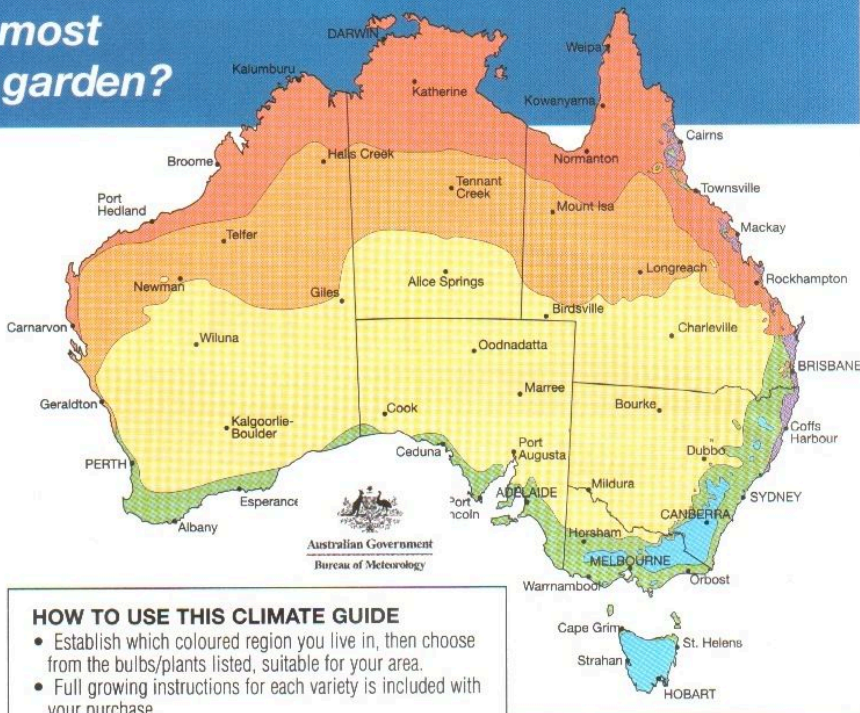 most
garden?
DARWIN
Weipa
Kalumburu
Katherine
Kowanyama
Cairns
Broome
Halls Creek
Normanton
Tennant
Creek
Townsville
Port
Hedland
Mount Isa
Mackay
Telfer
Longreach
Rockhampton
Newman
Giles
Alice Springs
Birdsville
Carnarvon
Wiluna
Oodnadatta
Charleville
BRISBANE
Marree
Geraldton
Cook
Bourke
Kalgoorlie-
Boulder
Coffs
Harbour
Ceduna
Port
Augusta
Dubbo
PERTH
Mildura
SYDNEY
Esperance
Port
ncoln
ADELAIDE
CANBERRA
Albany
Horsham
Australian Government
Bureau of Meteorology
MELBOURNE
Warrnambool
Orbost
HOW TO USE THIS CLIMATE GUIDE
• Establish which coloured region you live in, then choose
from the bulbs/plants listed, suitable for your area.
• Full growing instructions for each variety is included with
your purchase
Cape Grim
St. Helens
Strahan
HOBART